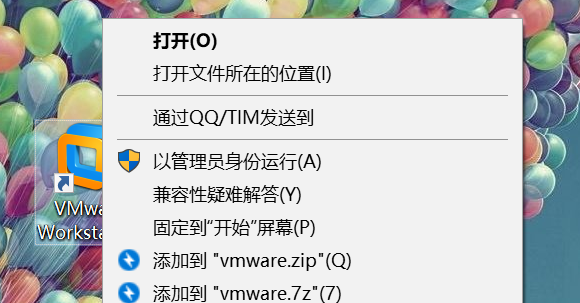 打开(O)
打开文件所在的位置(I)
通过QQ/TIM发送到
以管理员身份运行(A)
兼容性疑难解答(Y)
固定到"开始"屏幕(P)
添加到 "vmware.zip"(Q)
添加到 "vmware.7z"(7)
VMwa
Worksta